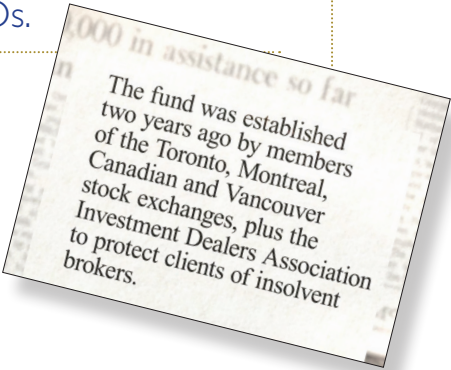 Os.
,000 in assistance so far
The fund was established
two years ago by members
of the Toronto, Montreal,
Canadian and Vancouver
stock exchanges, plus the
Investment Dealers Association
to protect clients of insolvent
brokers.